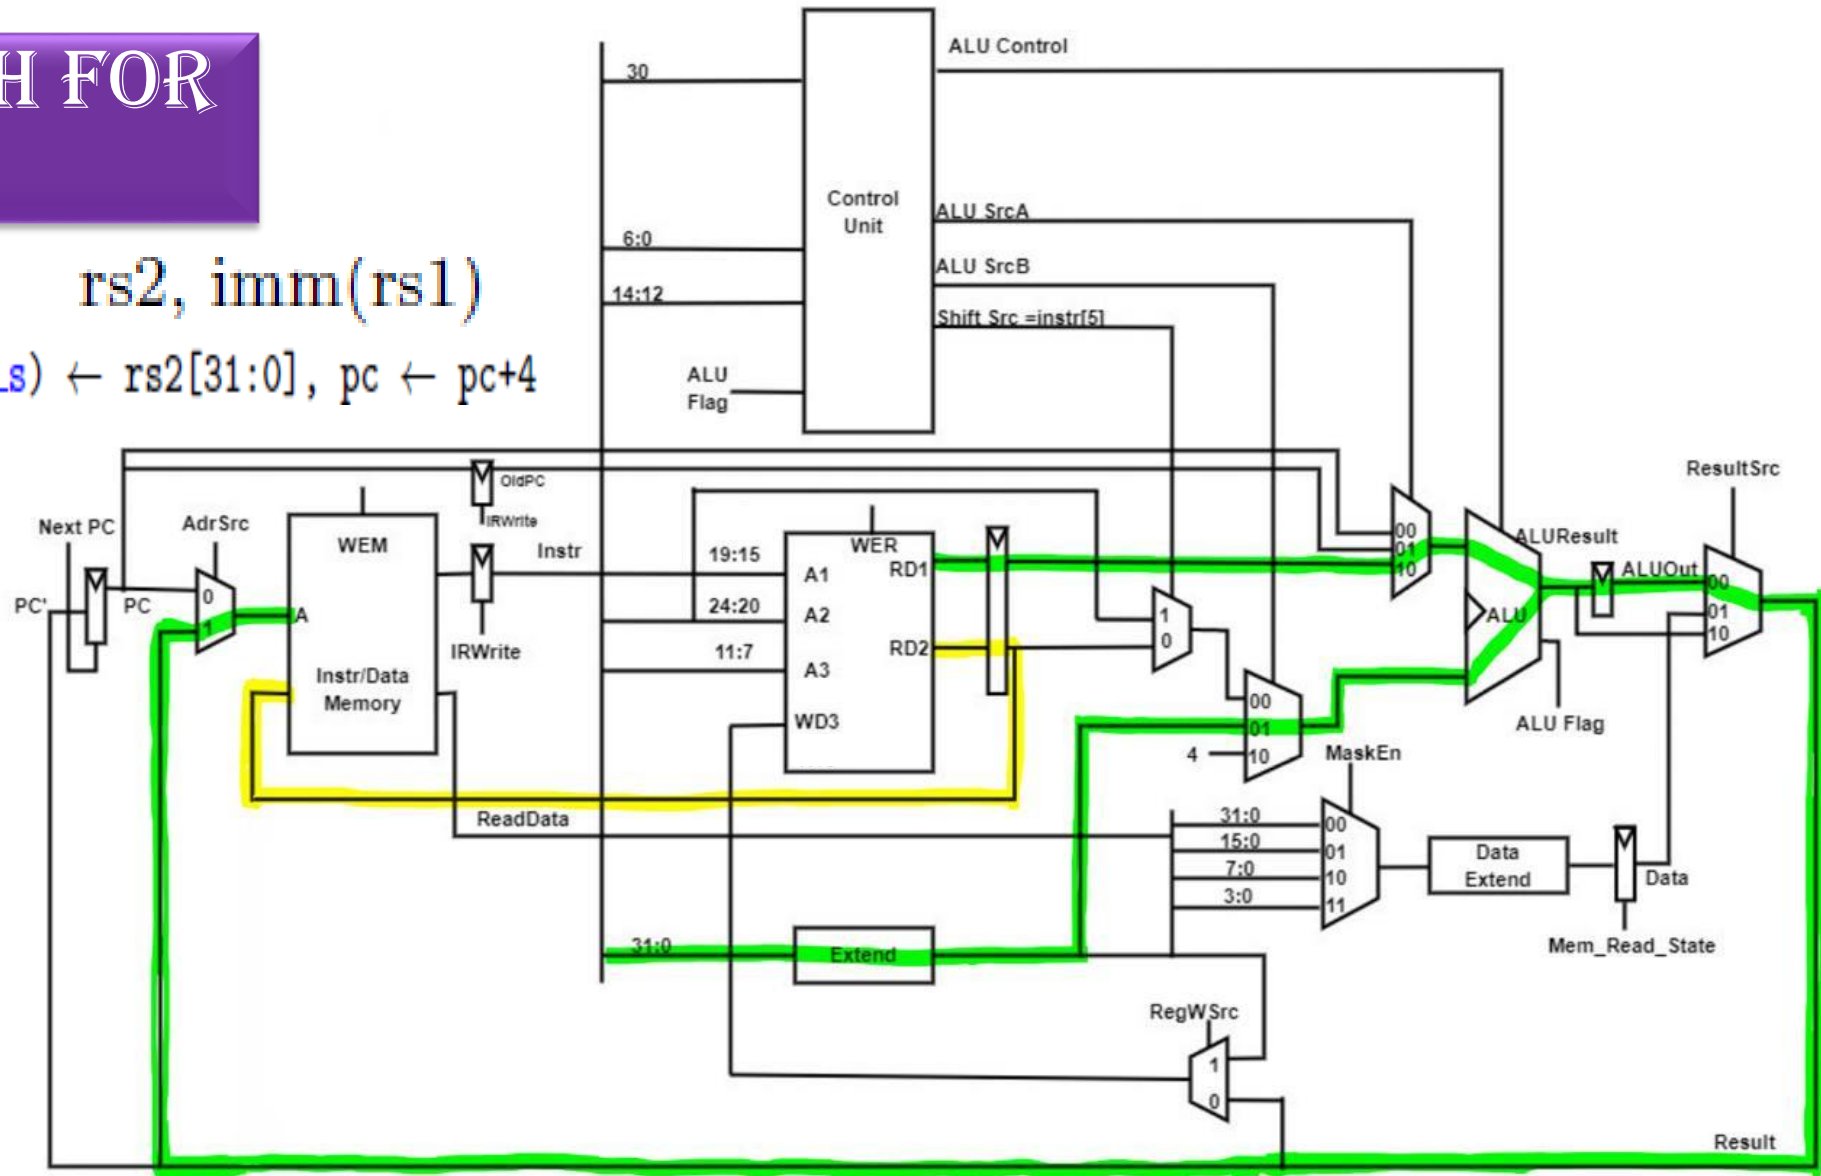 H FOR
rs2, imm(rs1)
s) ← rs2[31:0], pc ← pc+4
ALU Control
30
Control
Unit
ALU SrcA
6:0
ALU SrcB
14:12
Shift Src =instr[5]
ALU
Flag
ResultSrc
OldPC
IRWrite
Next PC
AdrSrc
WEM
Instr
19:15
WER
RD1
A1
00
01
10
ALUResult
ALUOut
00
01
10
PC'
PC
0
1
A
24:20
A2
1
0
ALU
IRWrite
11:7
RD2
A3
Instr/Data
Memory
WD3
00
01
4
10
ALU Flag
MaskEn
ReadData
31:0
00
15:0
01
7:0
10
3:0
11
Data
Extend
Data
Mem_Read_State
31:0
Extend
RegWSrc
1
0
Result